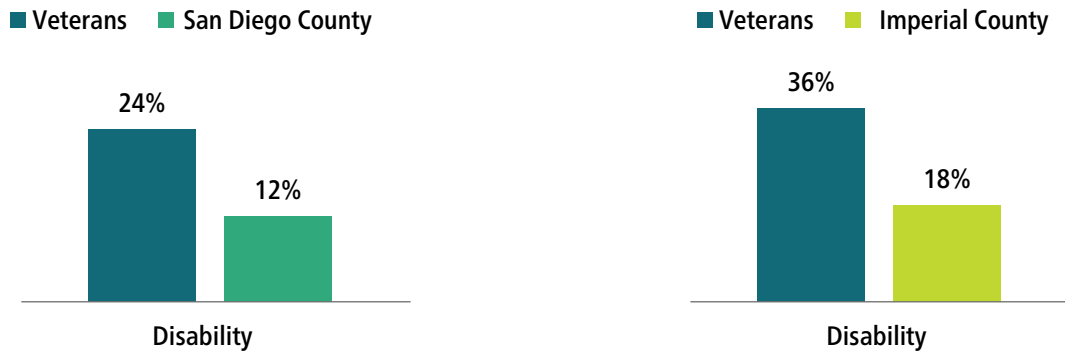 Veterans San Diego County
24%
12%
Disability
Veterans Imperial County
36%
18%
Disability